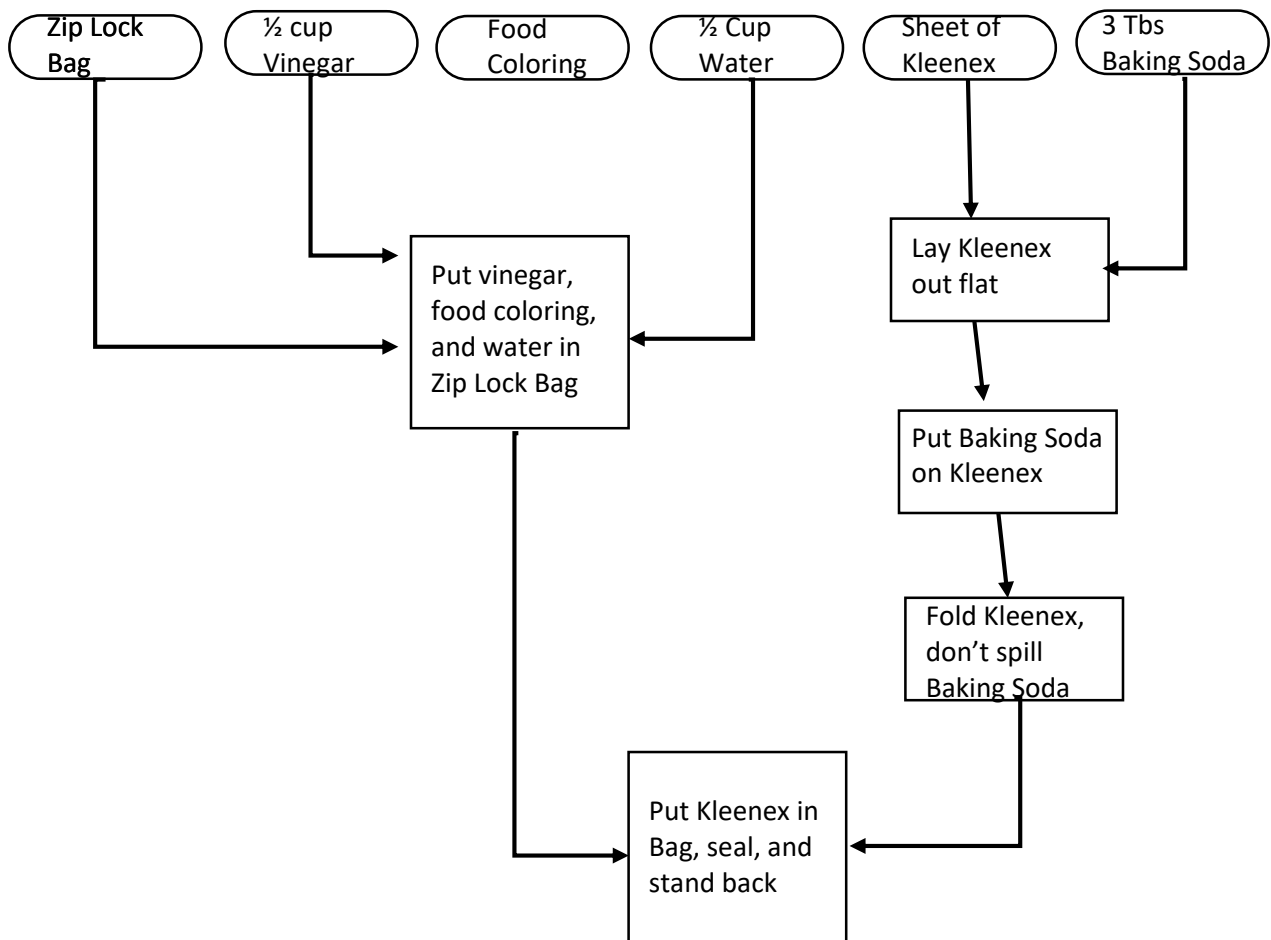 Zip Lock
Bag
½ cup
Vinegar
Food
Coloring
½ Cup
Water
Sheet of
Kleenex
3 Tbs
Baking Soda
Put vinegar,
food coloring,
and water in
Zip Lock Bag
Lay Kleenex
out flat
Put Baking Soda
on Kleenex
Fold Kleenex,
don’t spill
Baking Soda
Put Kleenex in
Bag, seal, and
stand back